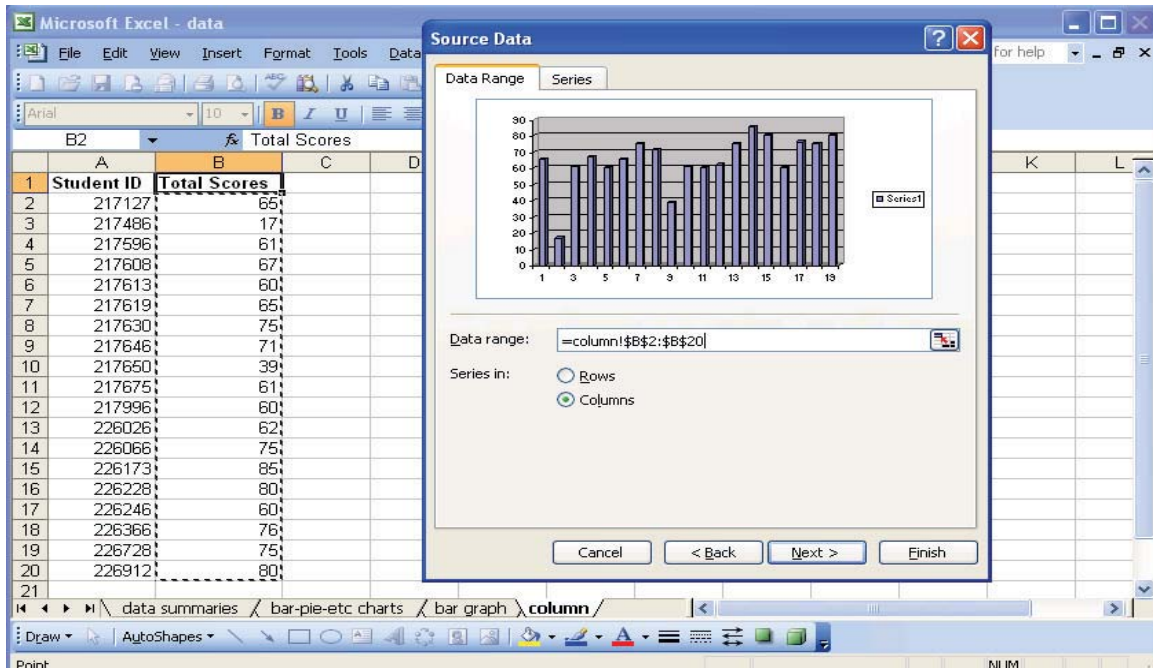 Microsoft Excel - data
File Edit View Insert Format Tools Data for help
Arial 10 B I U
B2 fx Total Scores
A B C D K L
1 Student ID Total Scores
2 217127 65
3 217486 17
4 217596 61
5 217608 67
6 217613 60
7 217619 65
8 217630 75
9 217646 71
10 217650 39
11 217675 61
12 217996 60
13 226026 62
14 226066 75
15 226173 85
16 226228 80
17 226246 60
18 226366 76
19 226728 75
20 226912 80
21
data summaries bar-pie-etc charts bar graph column
Draw AutoShapes A
Point NUM
Source Data ?
Data Range Series
90
80
70
60
50
40
30
20
10
0
1 3 5 7 9 11 13 15 17 19
Series1
Data range: =column!$B$2:$B$20
Series in: Rows
Columns
Cancel < Back Next > Finish